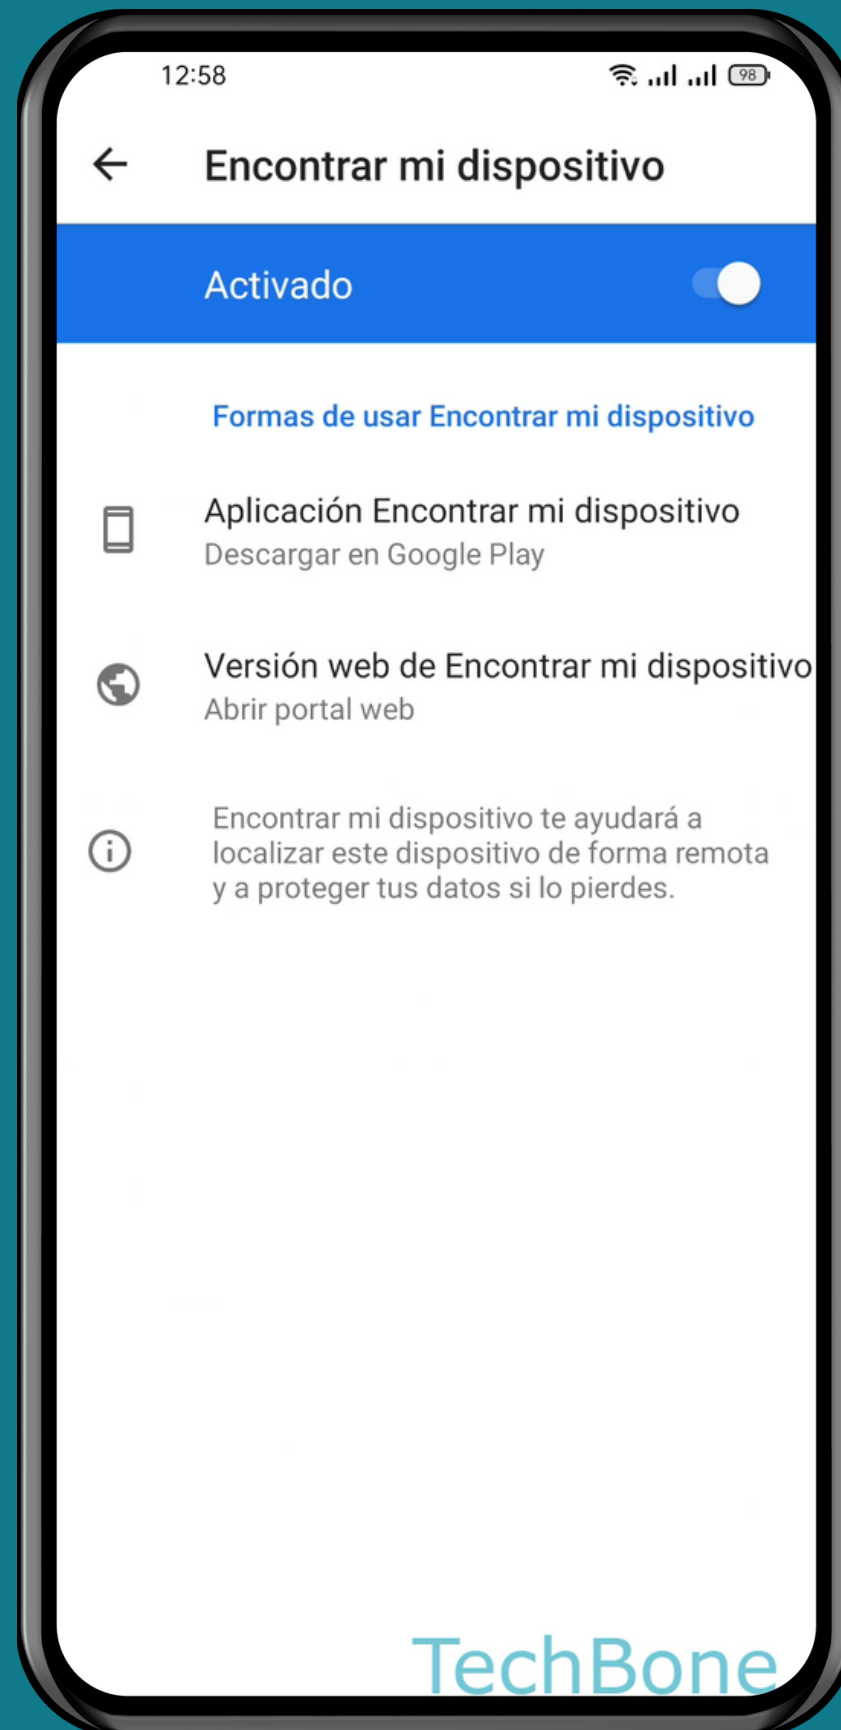 12:58
98
Encontrar mi dispositivo
Activado
Formas de usar Encontrar mi dispositivo
Aplicación Encontrar mi dispositivo
Descargar en Google Play
Versión web de Encontrar mi dispositivo
Abrir portal web
Encontrar mi dispositivo te ayudará a
localizar este dispositivo de forma remota
y a proteger tus datos si lo pierdes.
TechBone